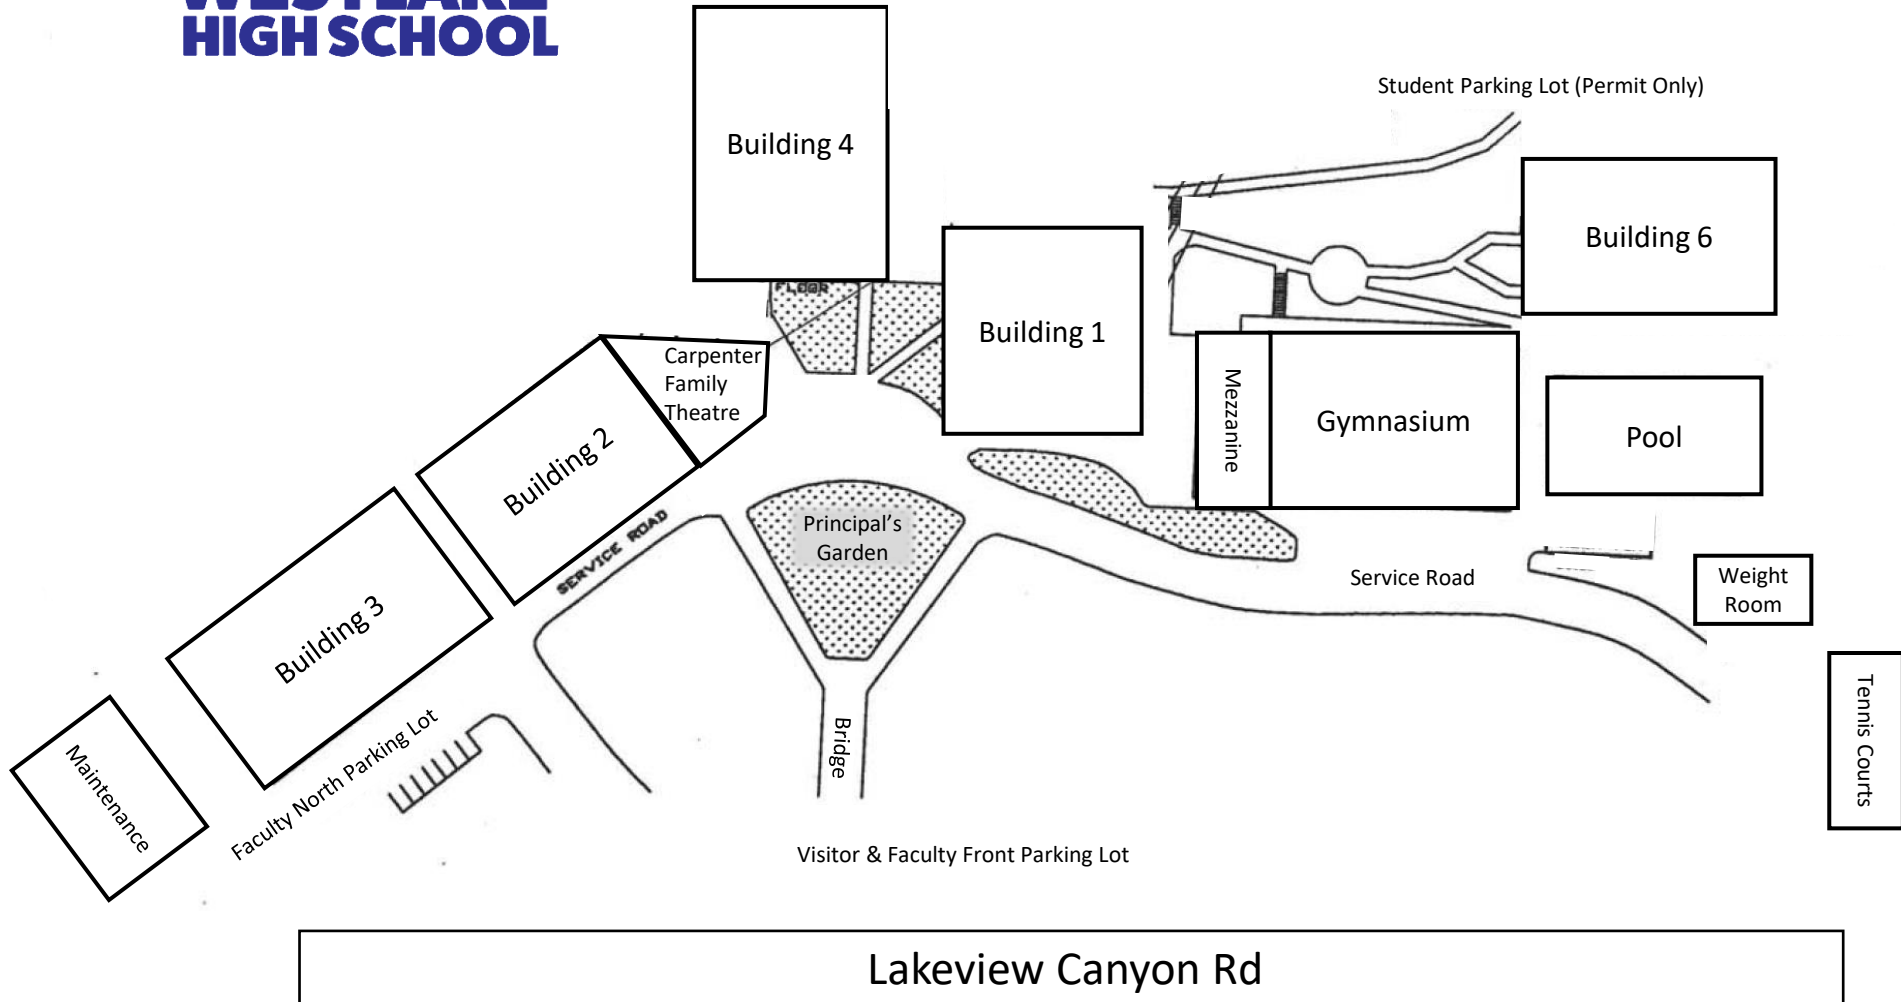 WESTLAKE
HIGH SCHOOL
Student Parking Lot (Permit Only)
Building 4
Building 6
FLOOR
Building 1
Carpenter
Family
Theatre
Mezzanine
Gymnasium
Pool
Building 2
SERVICE ROAD
Principal's
Garden
Service Road
Weight
Room
Building 3
Tennis Courts
Bridge
Maintenance
Faculty North Parking Lot
Visitor & Faculty Front Parking Lot
Lakeview Canyon Rd